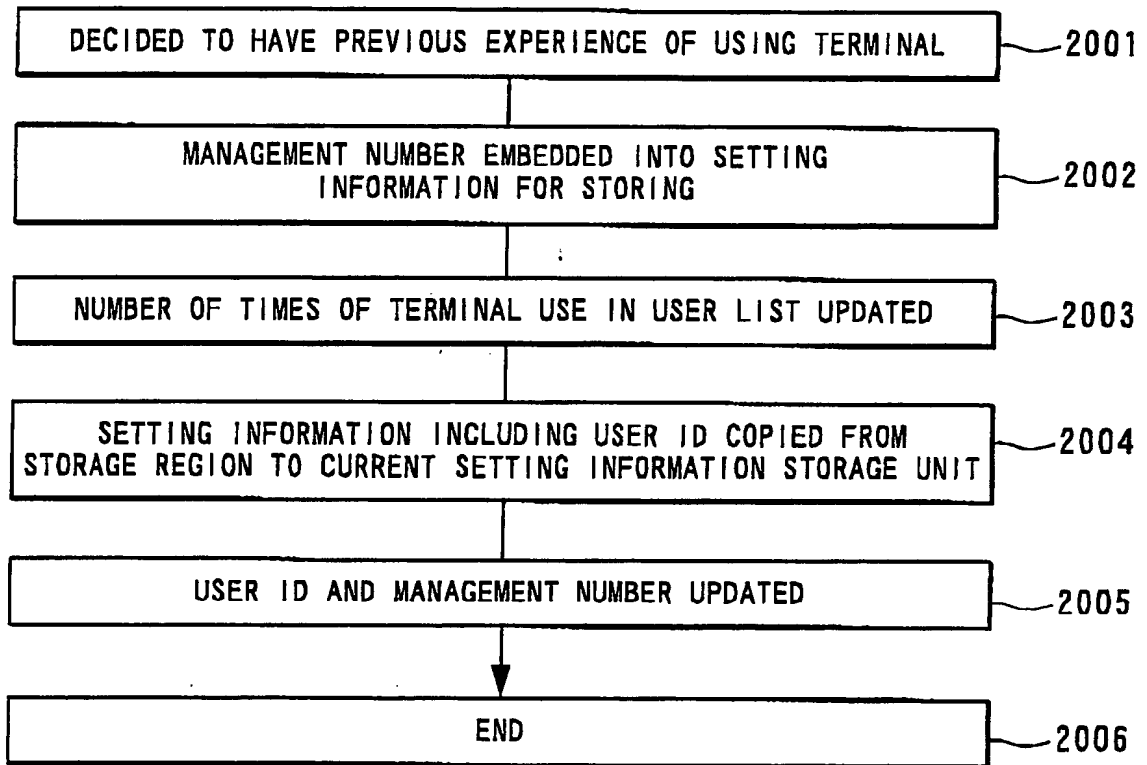 DECIDED TO HAVE PREVIOUS EXPERIENCE OF USING TERMINAL
2001
MANAGEMENT NUMBER EMBEDDED INTO SETTING
INFORMATION FOR STORING
2002
NUMBER OF TIMES OF TERMINAL USE IN USER LIST UPDATED
2003
SETTING INFORMATION INCLUDING USER ID COPIED FROM
STORAGE REGION TO CURRENT SETTING INFORMATION STORAGE UNIT
2004
USER ID AND MANAGEMENT NUMBER UPDATED
2005
END
2006